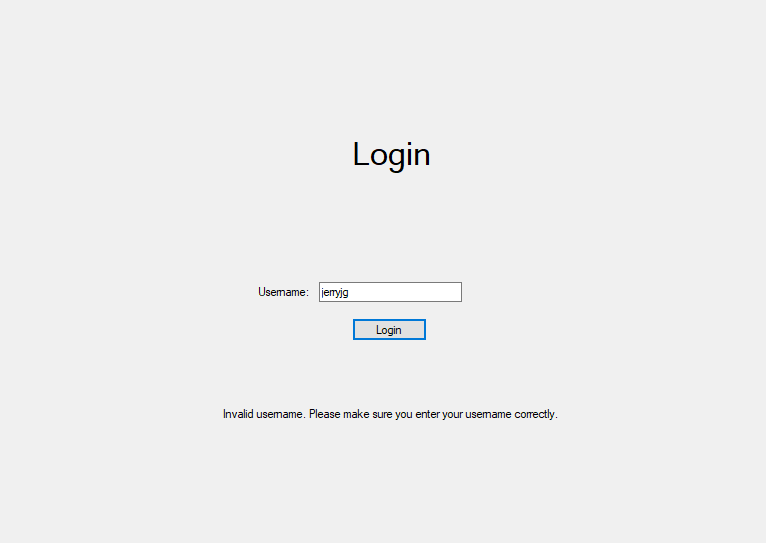 Login
Username: jerryjg
Login
Invalid username. Please make sure you enter your username correctly.